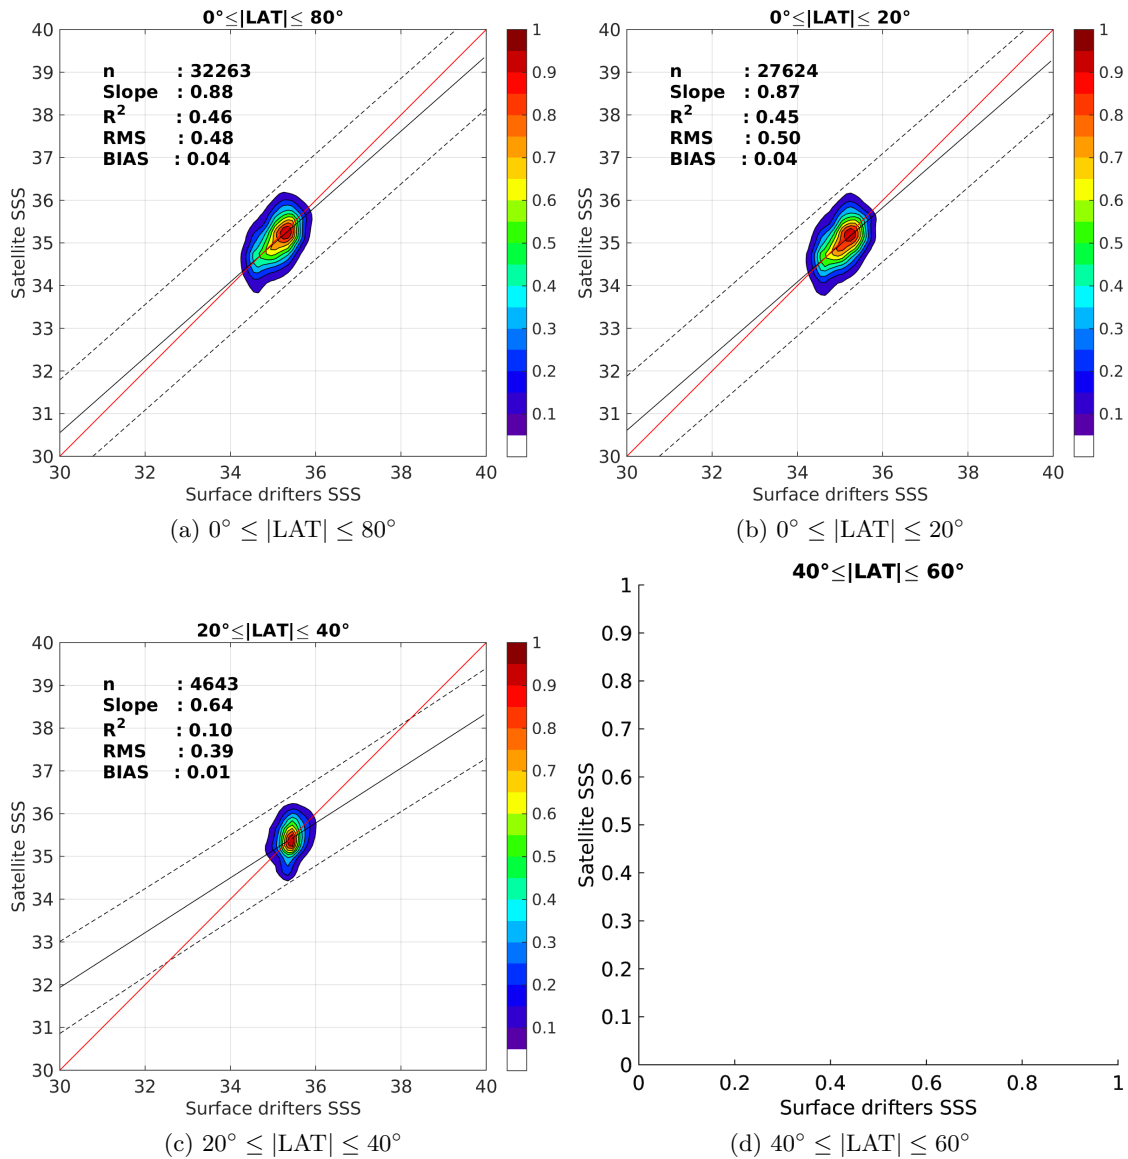 0°≤|LAT|≤ 80°
n : 32263
Slope : 0.88
R² : 0.46
RMS : 0.48
BIAS : 0.04
Satellite SSS
40
39
38
37
36
35
34
33
32
31
30
30 32 34 36 38 40
Surface drifters SSS
1
0.9
0.8
0.7
0.6
0.5
0.4
0.3
0.2
0.1
(a) 0° ≤ |LAT| ≤ 80°
0°≤|LAT|≤ 20°
n : 27624
Slope : 0.87
R² : 0.45
RMS : 0.50
BIAS : 0.04
Satellite SSS
40
39
38
37
36
35
34
33
32
31
30
30 32 34 36 38 40
Surface drifters SSS
1
0.9
0.8
0.7
0.6
0.5
0.4
0.3
0.2
0.1
(b) 0° ≤ |LAT| ≤ 20°
20°≤|LAT|≤ 40°
n : 4643
Slope : 0.64
R² : 0.10
RMS : 0.39
BIAS : 0.01
Satellite SSS
40
39
38
37
36
35
34
33
32
31
30
30 32 34 36 38 40
Surface drifters SSS
1
0.9
0.8
0.7
0.6
0.5
0.4
0.3
0.2
0.1
(c) 20° ≤ |LAT| ≤ 40°
40°≤|LAT|≤ 60°
Satellite SSS
1
0.9
0.8
0.7
0.6
0.5
0.4
0.3
0.2
0.1
0
0 0.2 0.4 0.6 0.8 1
Surface drifters SSS
(d) 40° ≤ |LAT| ≤ 60°